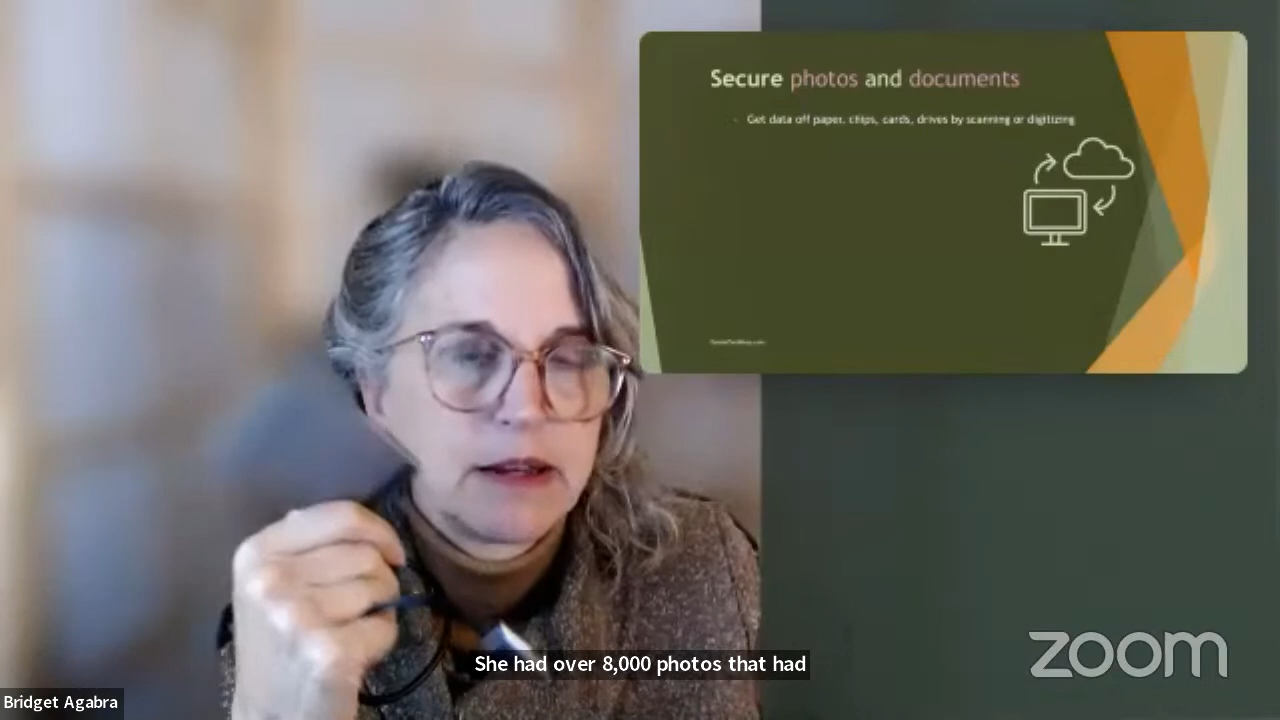 Secure photos and documents
Get data off paper, chips, cards, drives by scanning or digitizing
She had over 8,000 photos that had
zoom
Bridget Agabra